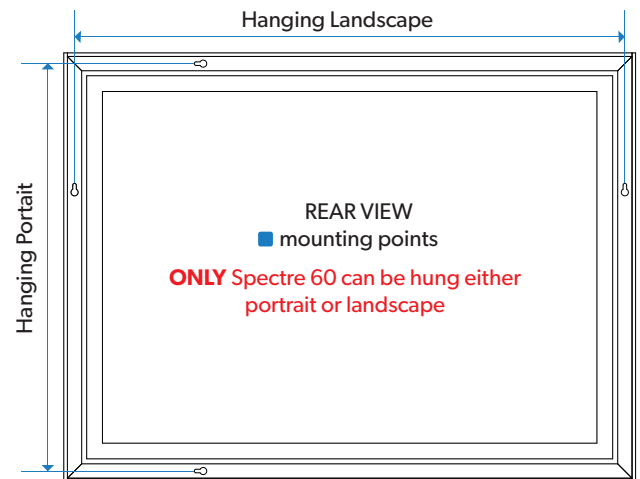 Hanging Landscape
Hanging Portait
REAR VIEW
mounting points
ONLY Spectre 60 can be hung either
portrait or landscape